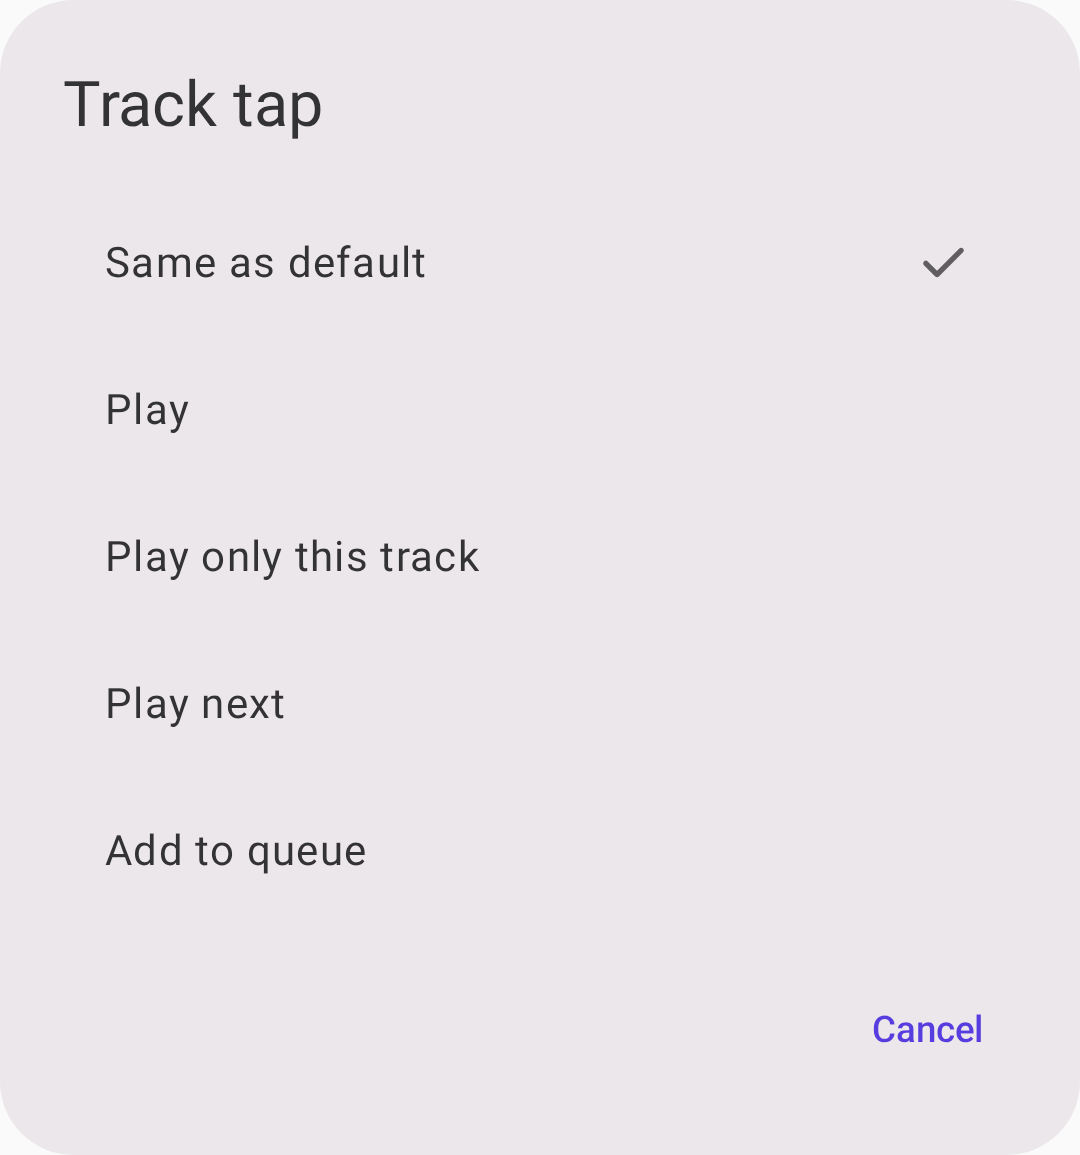 Track tap
Same as default
Play
Play only this track
Play next
Add to queue
Cancel